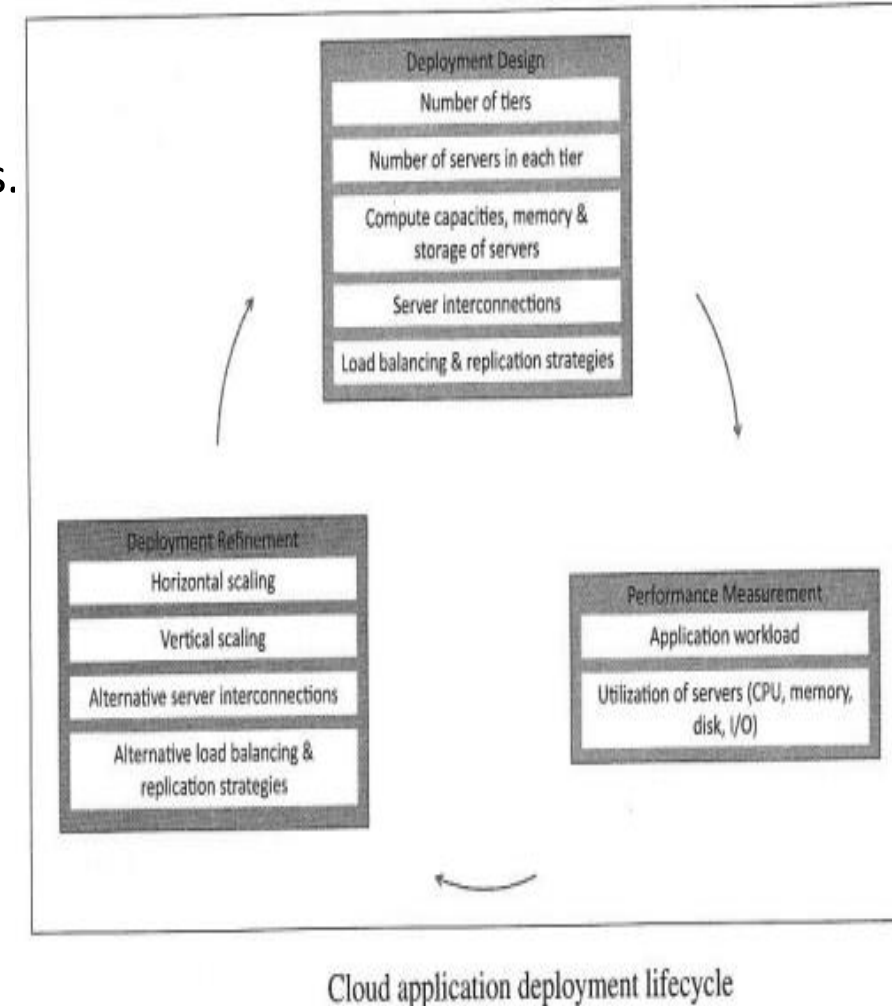 s.
Deployment Design
Number of tiers
Number of servers in each tier
Compute capacities, memory &
storage of servers
Server interconnections
Load balancing & replication strategies
Deployment Refinement
Horizontal scaling
Vertical scaling
Alternative server interconnections
Alternative load balancing &
replication strategies
Performance Measurement
Application workload
Utilization of servers (CPU, memory,
disk, I/O)
Cloud application deployment lifecycle